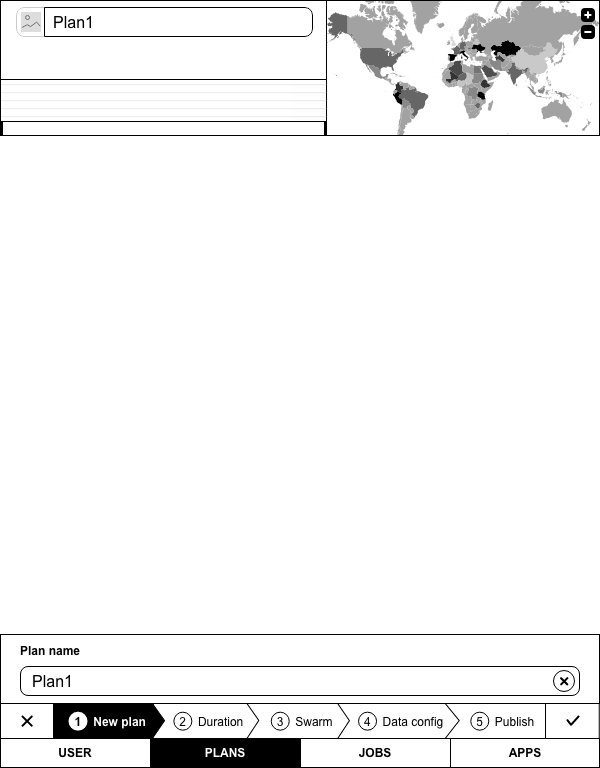 Plan1
Plan name
Plan1
1 New plan 2 Duration 3 Swarm 4 Data config 5 Publish
USER PLANS JOBS APPS